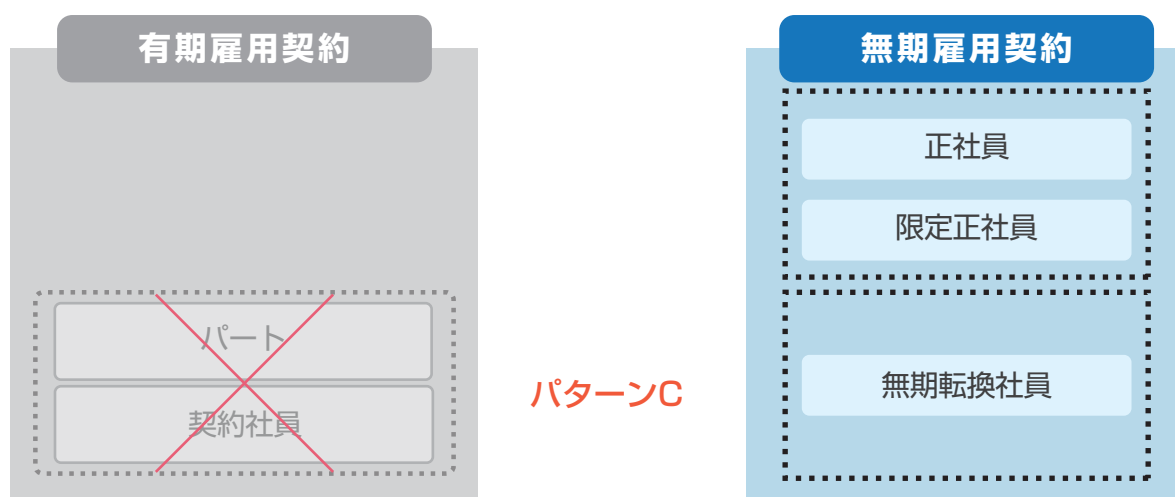 有期雇用契約
パート
契約社員
パターンC
無期雇用契約
正社員
限定正社員
無期転換社員